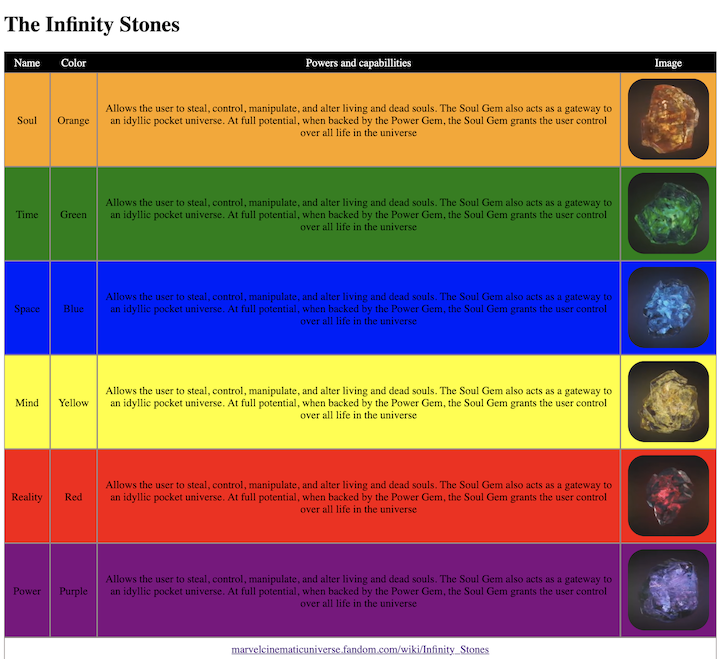 The Infinity Stones
Name Color Powers and capabillities Image
Allows the user to steal, control, manipulate, and alter living and dead souls. The Soul Gem also acts as a gateway to
Soul Orange an idyllic pocket universe. At full potential, when backed by the Power Gem, the Soul Gem grants the user control
over all life in the universe
Allows the user to steal, control, manipulate, and alter living and dead souls. The Soul Gem also acts as a gateway to
Time Green an idyllic pocket universe. At full potential, when backed by the Power Gem, the Soul Gem grants the user control
over all life in the universe
Allows the user to steal, control, manipulate, and alter living and dead souls. The Soul Gem also acts as a gateway to
Space Blue an idyllic pocket universe. At full potential, when backed by the Power Gem, the Soul Gem grants the user control
over all life in the universe
Allows the user to steal, control, manipulate, and alter living and dead souls. The Soul Gem also acts as a gateway to
Mind Yellow an idyllic pocket universe. At full potential, when backed by the Power Gem, the Soul Gem grants the user control
over all life in the universe
Allows the user to steal, control, manipulate, and alter living and dead souls. The Soul Gem also acts as a gateway to
Reality Red an idyllic pocket universe. At full potential, when backed by the Power Gem, the Soul Gem grants the user control
over all life in the universe
Allows the user to steal, control, manipulate, and alter living and dead souls. The Soul Gem also acts as a gateway to
Power Purple an idyllic pocket universe. At full potential, when backed by the Power Gem, the Soul Gem grants the user control
over all life in the universe
marvelcinematicuniverse.fandom.com/wiki/Infinity_Stones